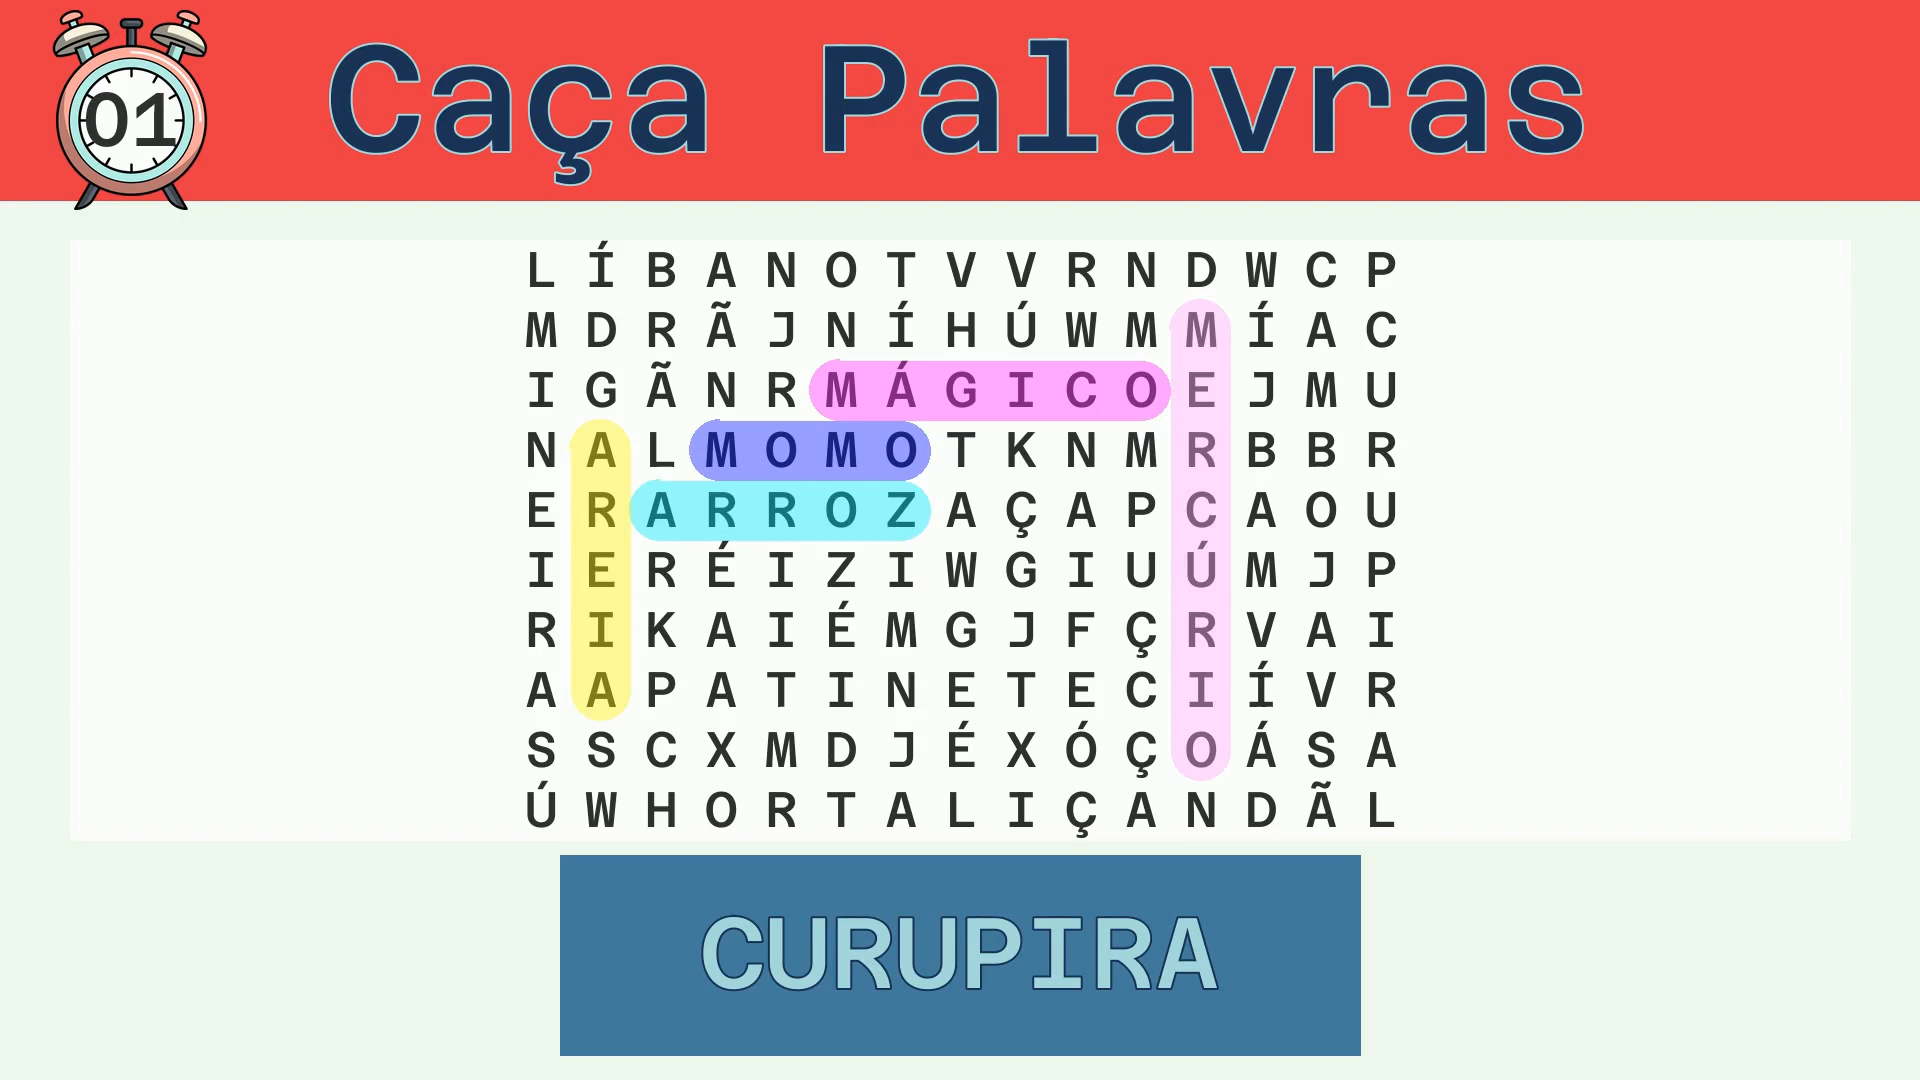 01
Caça Palavras
L Í B A N O T V V R N D W C P
M D R Ã J N Í H Ú W M M Í A C
I G Ã N R M Á G I C O E J M U
N A L M O M O T K N M R B B R
E R A R R O Z A Ç A P C A O U
I E R É I Z I W G I U Ú M J P
R I K A I É M G J F Ç R V A I
A A P A T I N E T E C I Í V R
S S C X M D J É X Ó Ç O Á S A
Ú W H O R T A L I Ç A N D Ã L
CURUPIRA